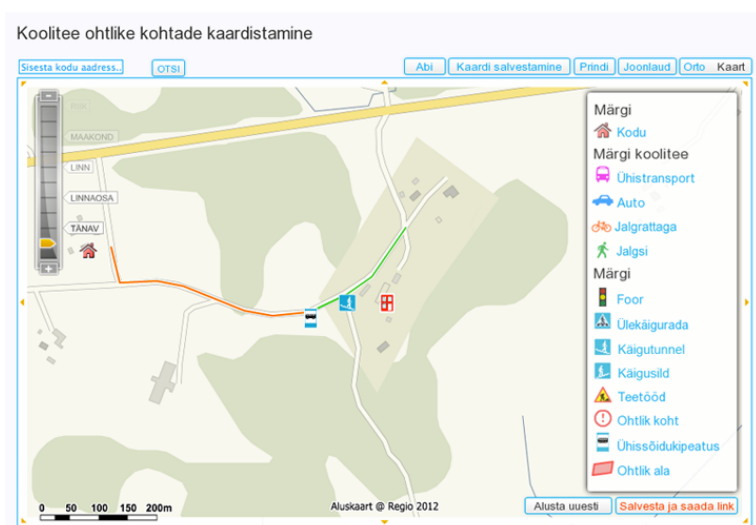 Koolitee ohtlike kohtade kaardistamine
Sisesta kodu aadress..
OTSI
Abi
Kaardi salvestamine
Prindi
Joonlaud
Orto Kaart
MAAKOND
LINN
LINNAOSA
TÄNAV
Märgi
Kodu
Märgi koolitee
Ühistransport
Auto
Jalgrattaga
Jalgsi
Märgi
Foor
Ülekäigurada
Käigutunnel
Käigusild
Teetööd
Ohtlik koht
Ühissõidukipeatus
Ohtlik ala
0 50 100 150 200m
Aluskaart @ Regio 2012
Alusta uuesti
Salvesta ja saada link